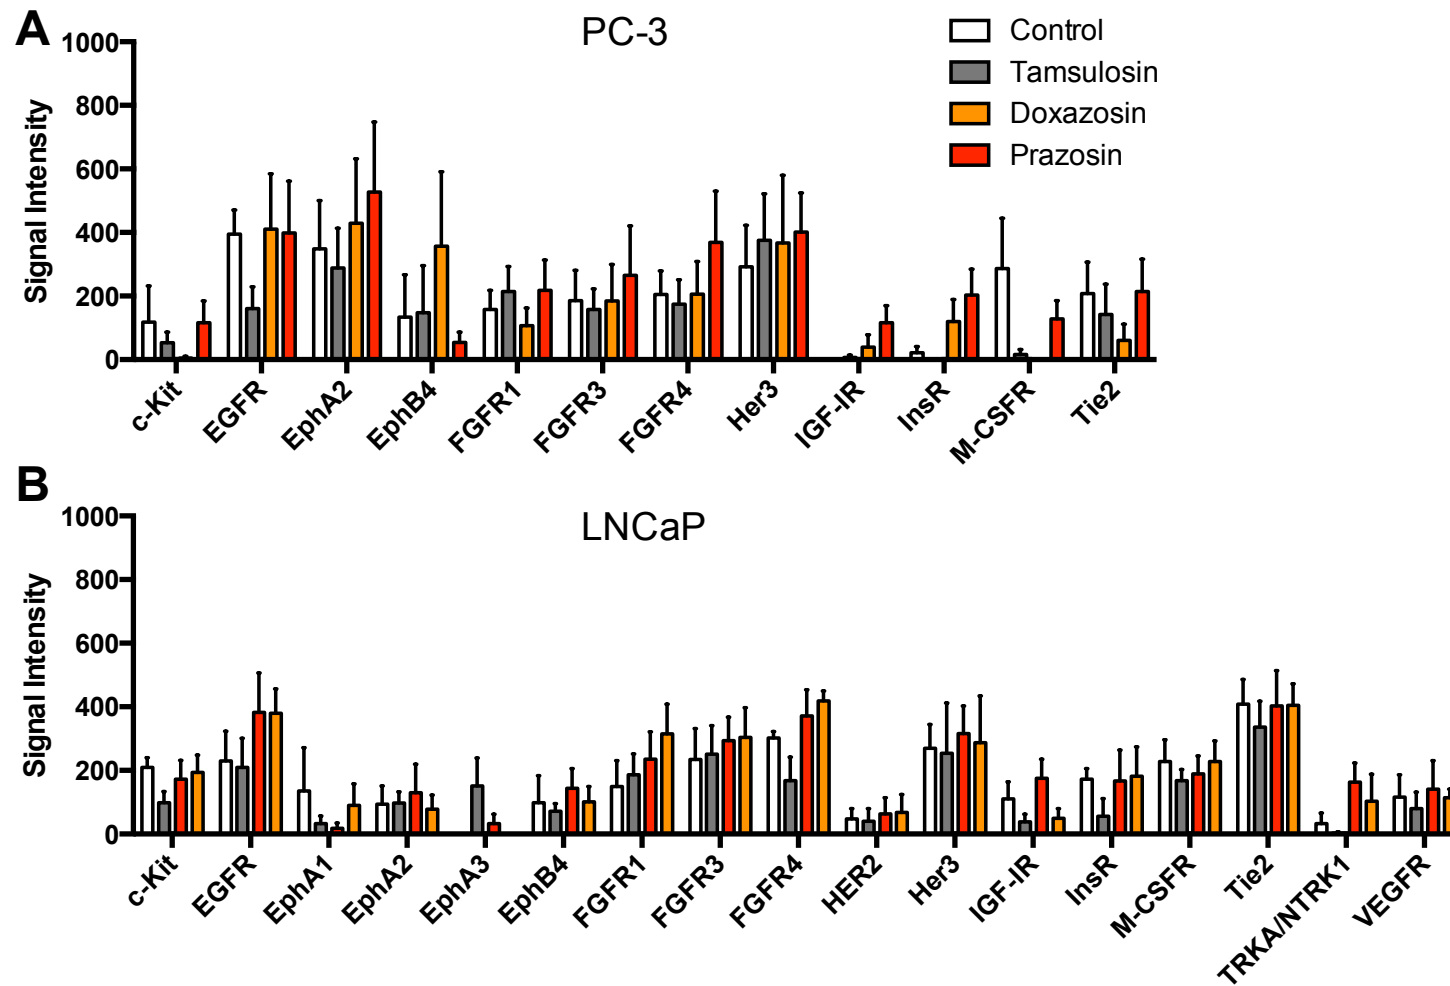 A
PC-3
Control
Tamsulosin
Doxazosin
Prazosin
Signal Intensity
1000
800
600
400
200
0
c-Kit
EGFR
EphA2
EphB4
FGFR1
FGFR3
FGFR4
Her3
IGF-IR
InsR
M-CSFR
Tie2
B
LNCaP
Signal Intensity
1000
800
600
400
200
0
c-Kit
EGFR
EphA1
EphA2
EphA3
EphB4
FGFR1
FGFR3
FGFR4
HER2
Her3
IGF-IR
InsR
M-CSFR
Tie2
TRKA/NTRK1
VEGFR